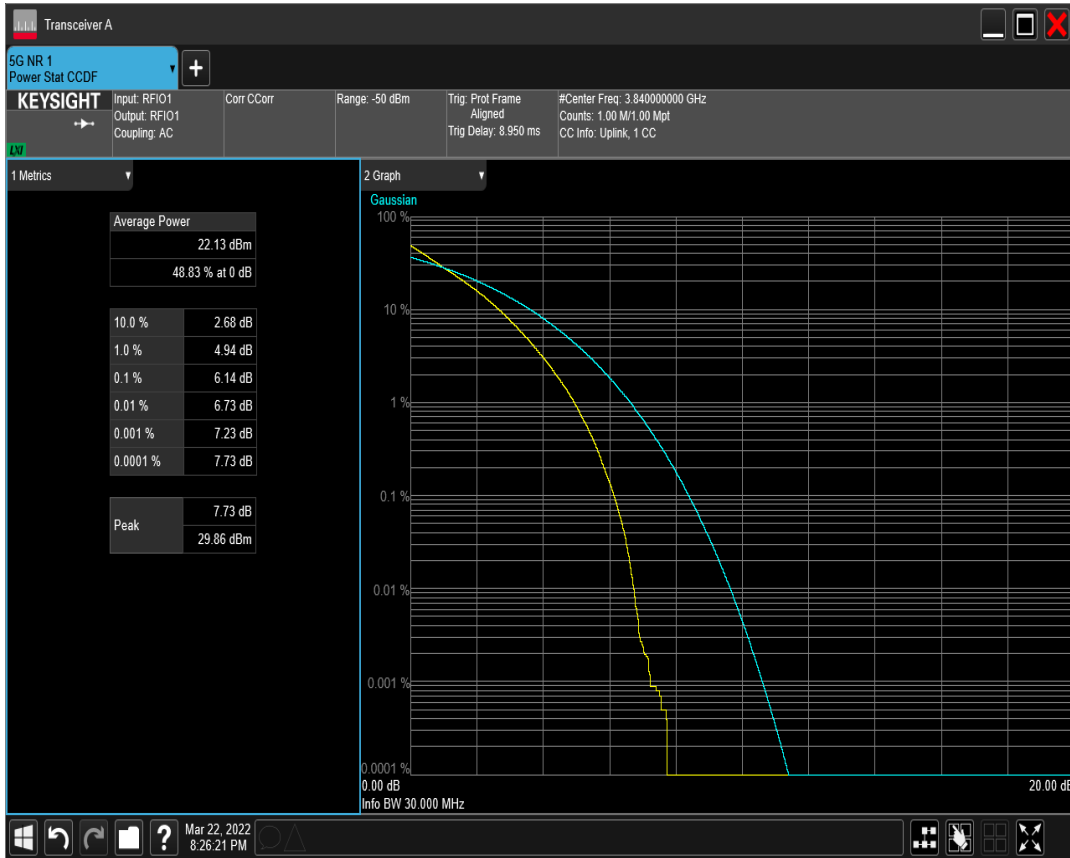 Transceiver A
5G NR 1
Power Stat CCDF
KEYSIGHT
LXI
Input: RFIO1
Output: RFIO1
Coupling: AC
Corr CCorr
Range: -50 dBm
Trig: Prot Frame
Aligned
Trig Delay: 8.950 ms
#Center Freq: 3.840000000 GHz
Counts: 1.00 M/1.00 Mpt
CC Info: Uplink, 1 CC
1 Metrics
Average Power
22.13 dBm
48.83 % at 0 dB
10.0 % 2.68 dB
1.0 % 4.94 dB
0.1 % 6.14 dB
0.01 % 6.73 dB
0.001 % 7.23 dB
0.0001 % 7.73 dB
Peak 7.73 dB
29.86 dBm
2 Graph
Gaussian
100 %
10 %
1 %
0.1 %
0.01 %
0.001 %
0.0001 %
0.00 dB 20.00 dB
Info BW 30.000 MHz
?
Mar 22, 2022
8:26:21 PM